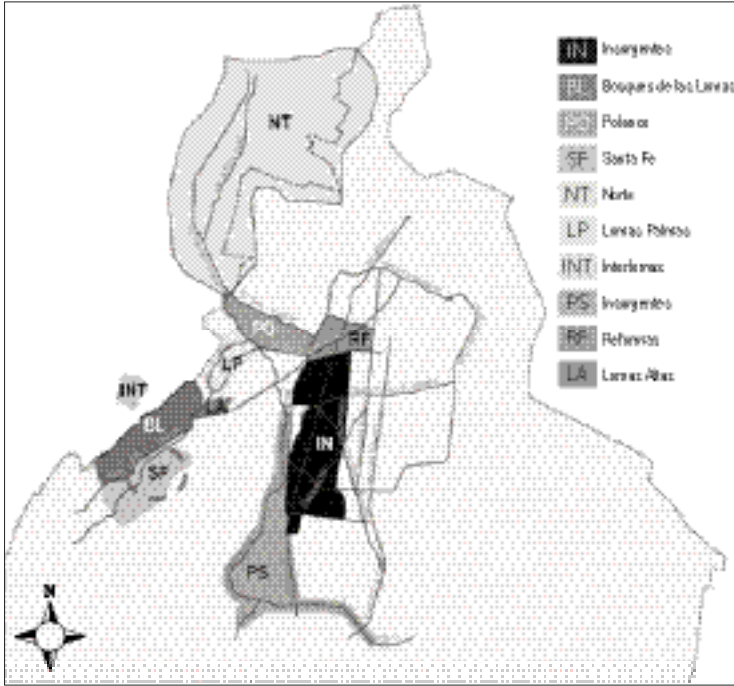 NT
PO
RF
LP
INT
LA
BL
IN
SF
PS
N
IN Insurgentes
BL Bosques de las Lomas
PO Polanco
SF Santa Fe
NT Norte
LP Lomas Palmas
INT Interlomas
PS Insurgentes
RF
LA Lomas Altas